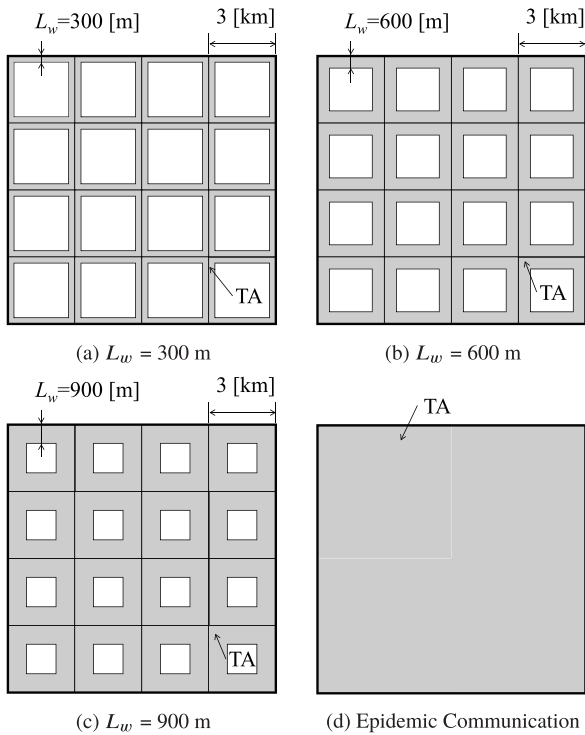 L_w=300 [m]
3 [km]
L_w=600 [m]
3 [km]
TA
TA
(a) L_w = 300 m
(b) L_w = 600 m
L_w=900 [m]
3 [km]
TA
TA
(c) L_w = 900 m
(d) Epidemic Communication